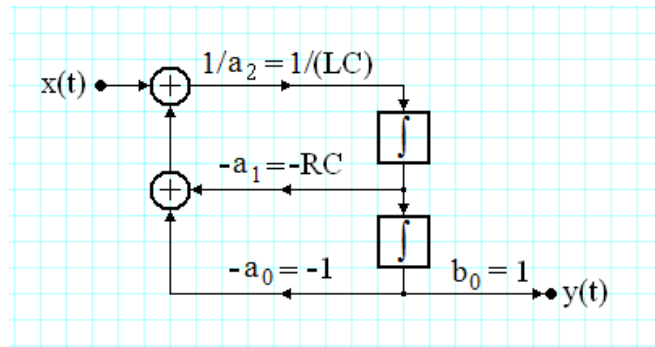 1/a₂ = 1/(LC)
x(t)
+
∫
-a₁=-RC
+
∫
-a₀ = -1
b₀ = 1
y(t)